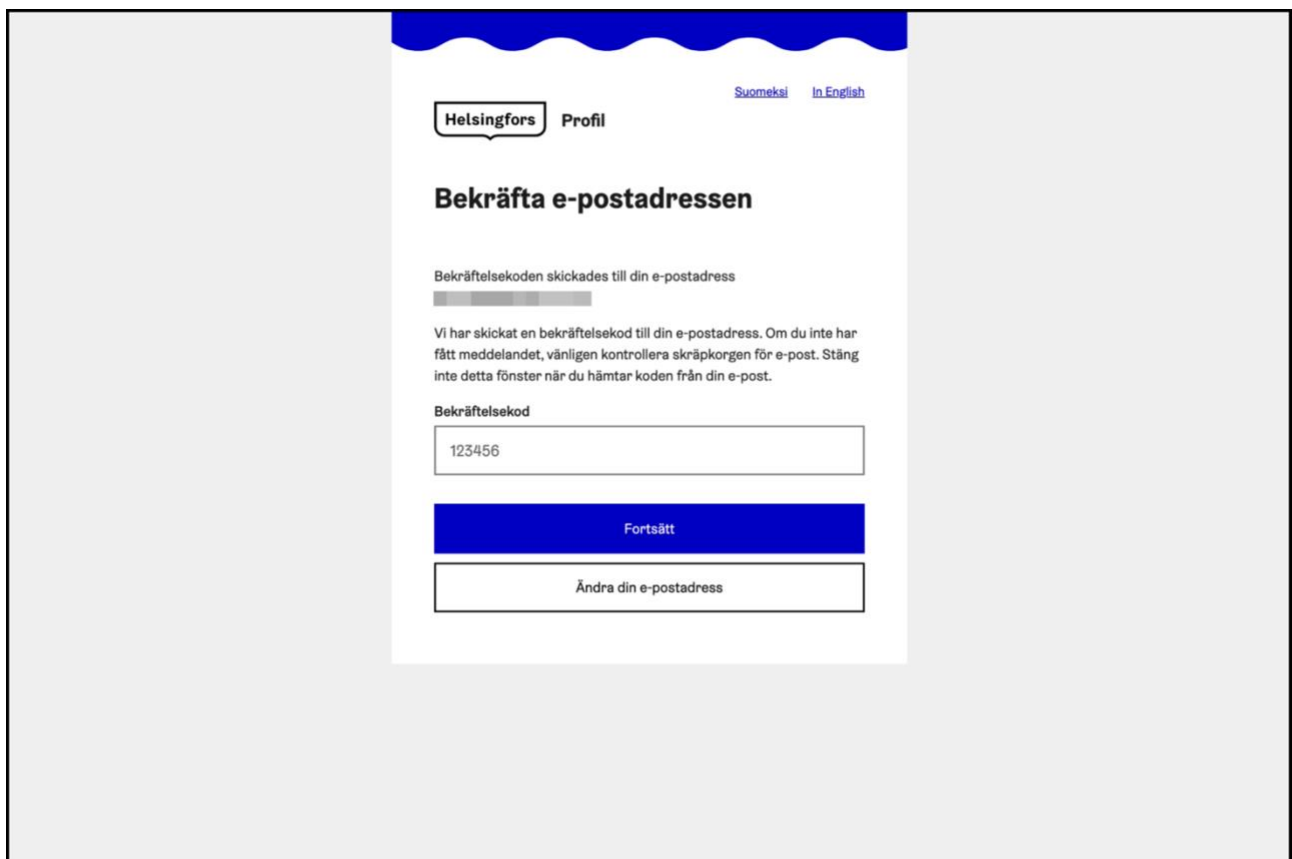 Suomeksi In English
Helsingfors Profil
Bekräfta e-postadressen
Bekräftelsekoden skickades till din e-postadress
Vi har skickat en bekräftelsekod till din e-postadress. Om du inte har
fått meddelandet, vänligen kontrollera skräpkorgen för e-post. Stäng
inte detta fönster när du hämtar koden från din e-post.
Bekräftelsekod
123456
Fortsätt
Ändra din e-postadress